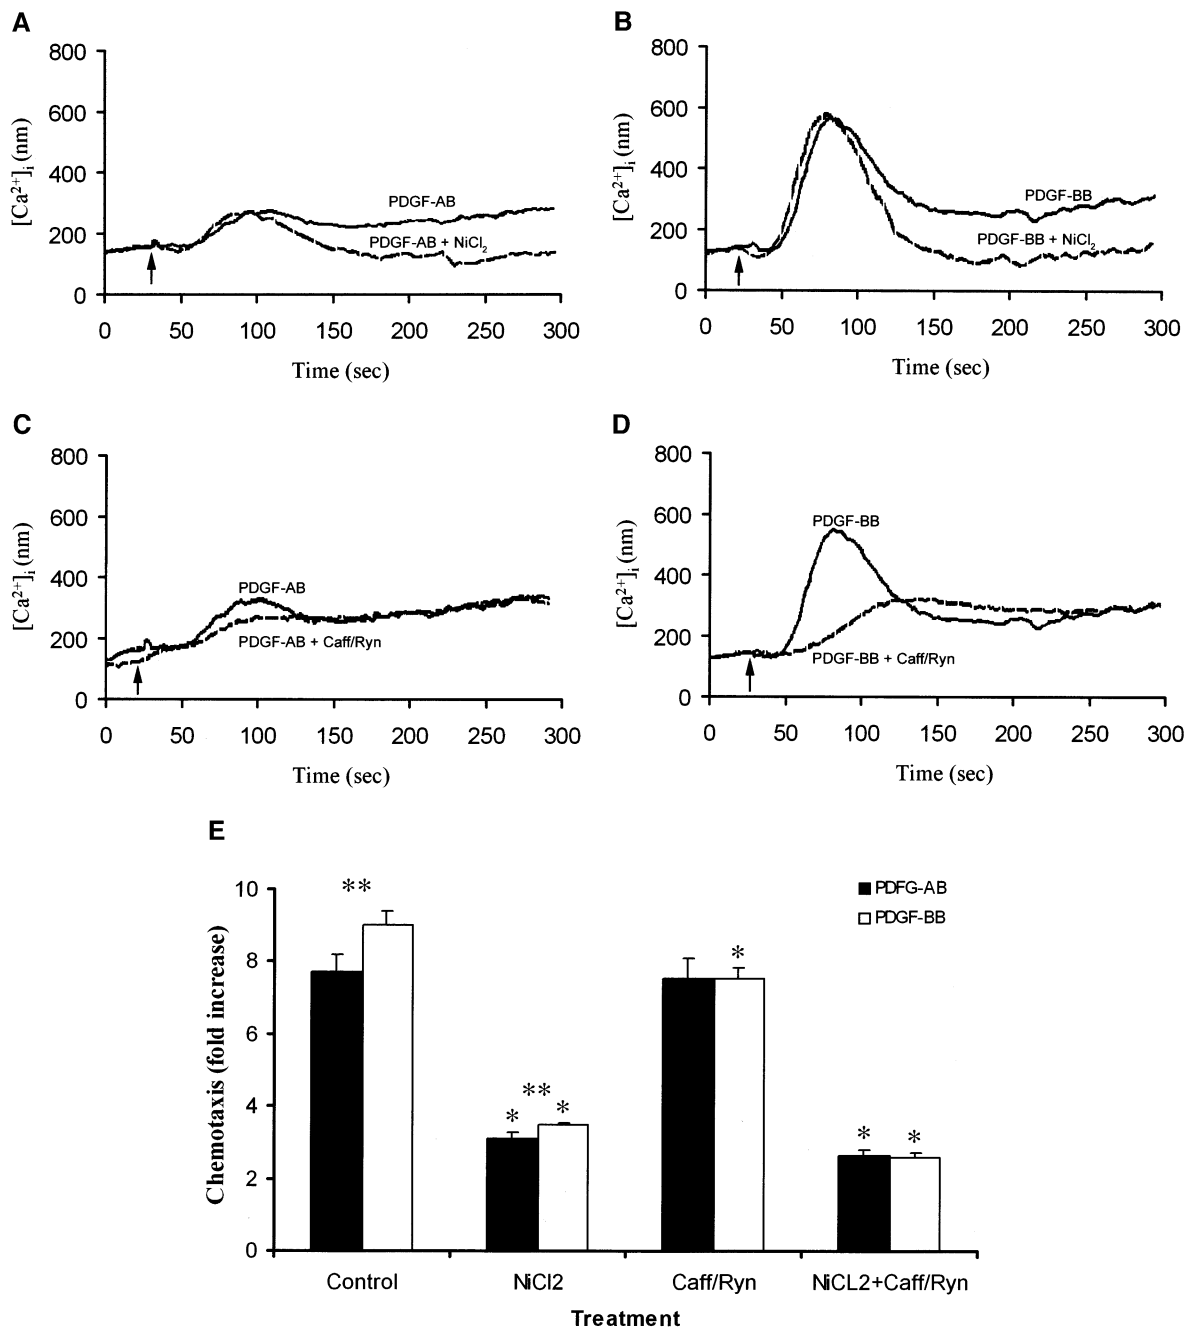 A
800
600
400
200
0
[Ca²⁺]ᵢ (nm)
PDGF-AB
PDGF-AB + NiCl₂
0 50 100 150 200 250 300
Time (sec)
B
800
600
400
200
0
[Ca²⁺]ᵢ (nm)
PDGF-BB
PDGF-BB + NiCl₂
0 50 100 150 200 250 300
Time (sec)
C
800
600
400
200
0
[Ca²⁺]ᵢ (nm)
PDGF-AB
PDGF-AB + Caff/Ryn
0 50 100 150 200 250 300
Time (sec)
D
800
600
400
200
0
[Ca²⁺]ᵢ (nm)
PDGF-BB
PDGF-BB + Caff/Ryn
0 50 100 150 200 250 300
Time (sec)
E
10
8
6
4
2
0
Chemotaxis (fold increase)
**
**
* *
*
* *
PDFG-AB
PDGF-BB
Control NiCl2 Caff/Ryn NiCL2+Caff/Ryn
Treatment